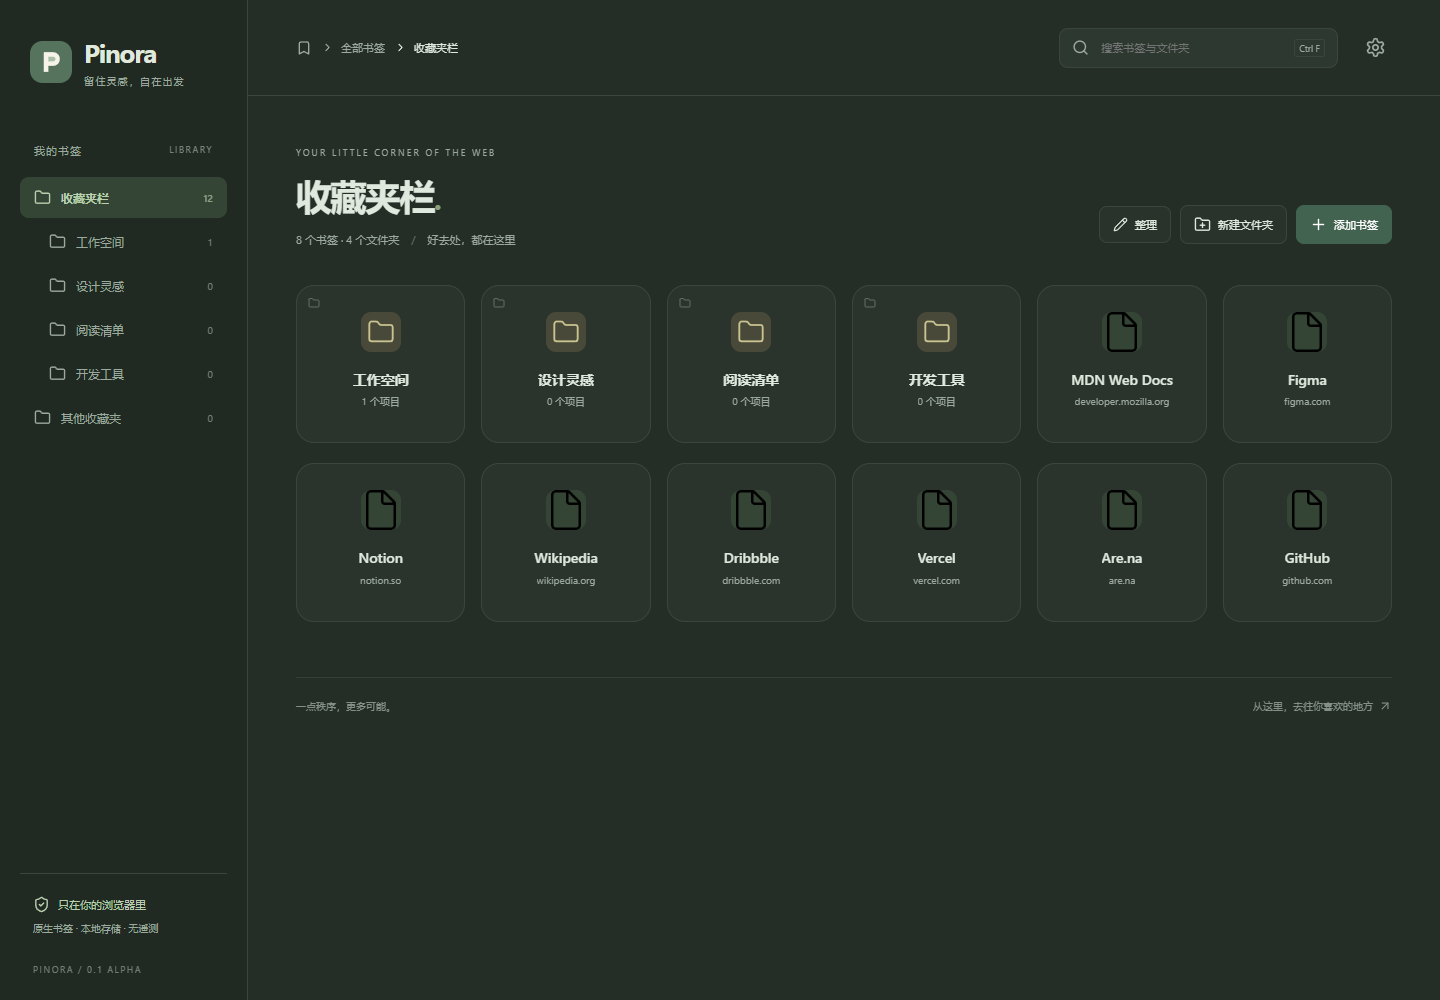 P
Pinora
留住灵感，自在出发
我的书签 LIBRARY
收藏夹栏 12
工作空间 1
设计灵感 0
阅读清单 0
开发工具 0
其他收藏夹 0
只在你的浏览器里
原生书签 · 本地存储 · 无遥测
PINORA / 0.1 ALPHA
全部书签 收藏夹栏
搜索书签与文件夹 Ctrl F
YOUR LITTLE CORNER OF THE WEB
收藏夹栏.
8 个书签 · 4 个文件夹 / 好去处，都在这里
整理 新建文件夹 添加书签
工作空间
1 个项目
设计灵感
0 个项目
阅读清单
0 个项目
开发工具
0 个项目
MDN Web Docs
developer.mozilla.org
Figma
figma.com
Notion
notion.so
Wikipedia
wikipedia.org
Dribbble
dribbble.com
Vercel
vercel.com
Are.na
are.na
GitHub
github.com
一点秩序，更多可能。
从这里，去往你喜欢的地方